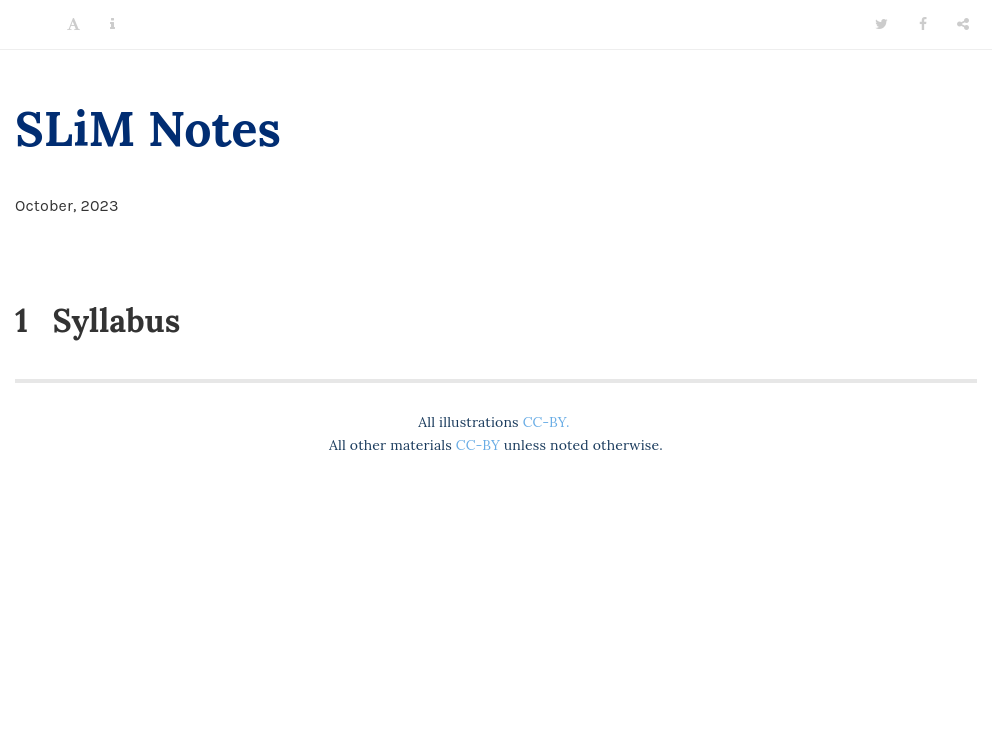 SLiM Notes
October, 2023
1 Syllabus
All illustrations CC-BY.
All other materials CC-BY unless noted otherwise.